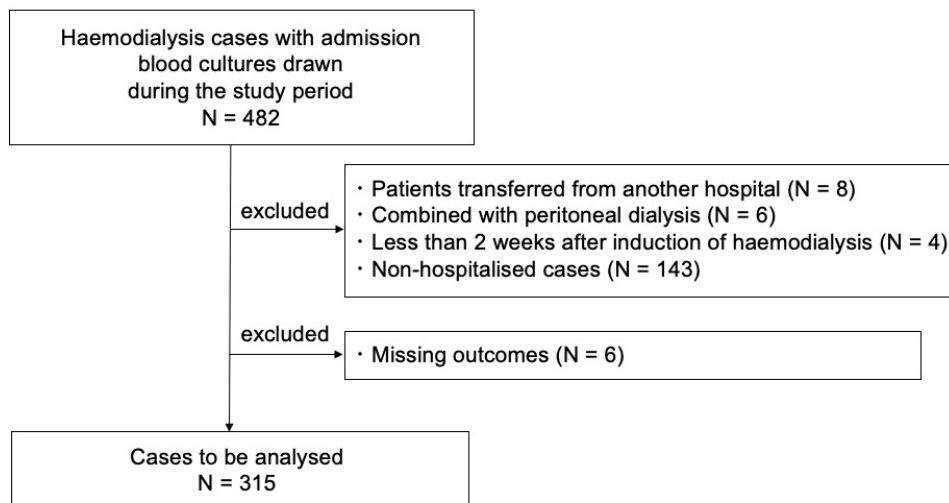 Haemodialysis cases with admission
blood cultures drawn
during the study period
N = 482
excluded
・Patients transferred from another hospital (N = 8)
・Combined with peritoneal dialysis (N = 6)
・Less than 2 weeks after induction of haemodialysis (N = 4)
・Non-hospitalised cases (N = 143)
excluded
・Missing outcomes (N = 6)
Cases to be analysed
N = 315